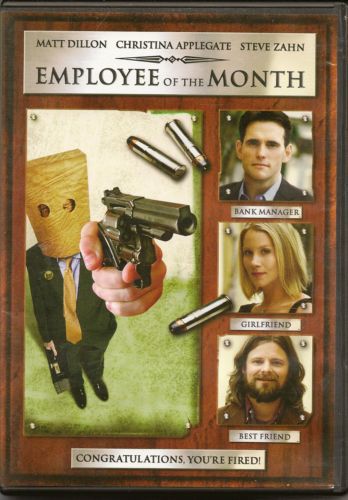 MATT DILLON CHRISTINA APPLEGATE STEVE ZAHN
EMPLOYEE OF THE MONTH
BANK MANAGER
GIRLFRIEND
BEST FRIEND
CONGRATULATIONS, YOU'RE FIRED!